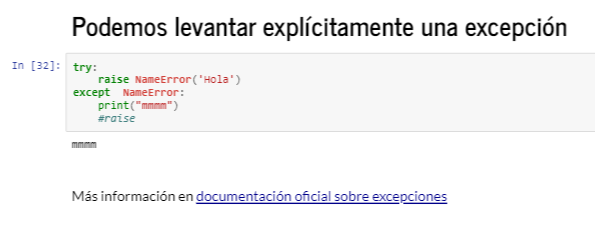 Podemos levantar explícitamente una excepción
In [32]: try:
    raise NameError('Hola')
except  NameError:
    print("mmmm")
    #raise
mmmm
Más información en documentación oficial sobre excepciones